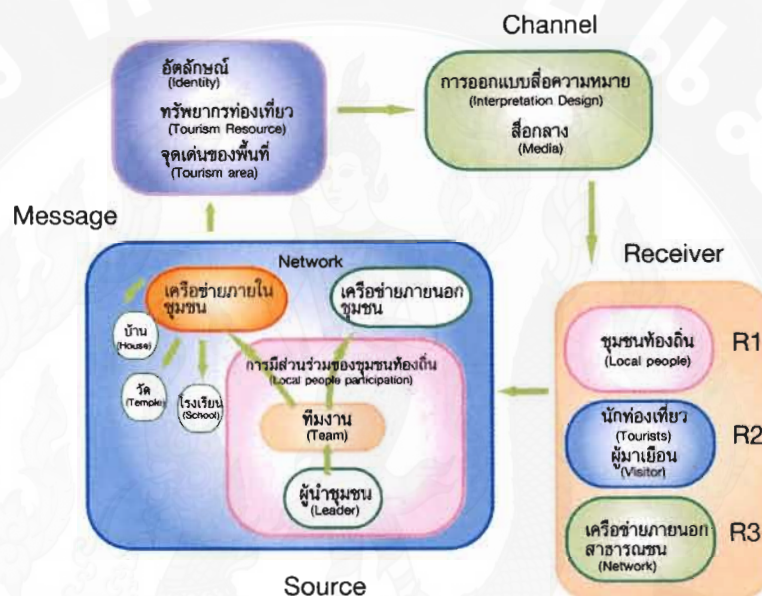 Channel
อัตลักษณ์
(Identity)
ทรัพยากรท่องเที่ยว
(Tourism Resource)
จุดเด่นของพื้นที่
(Tourism area)
การออกแบบสื่อความหมาย
(Interpretation Design)
สื่อกลาง
(Media)
Message
Receiver
Network
เครือข่ายภายใน
ชุมชน
เครือข่ายภายนอก
ชุมชน
บ้าน
(House)
วัด
(Temple)
โรงเรียน
(School)
การมีส่วนร่วมของชุมชนท้องถิ่น
(Local people participation)
ทีมงาน
(Team)
ผู้นำชุมชน
(Leader)
Source
ชุมชนท้องถิ่น
(Local people)
R1
นักท่องเที่ยว
(Tourists)
ผู้มาเยือน
(Visitor)
R2
เครือข่ายภายนอก
สาธารณชน
(Network)
R3